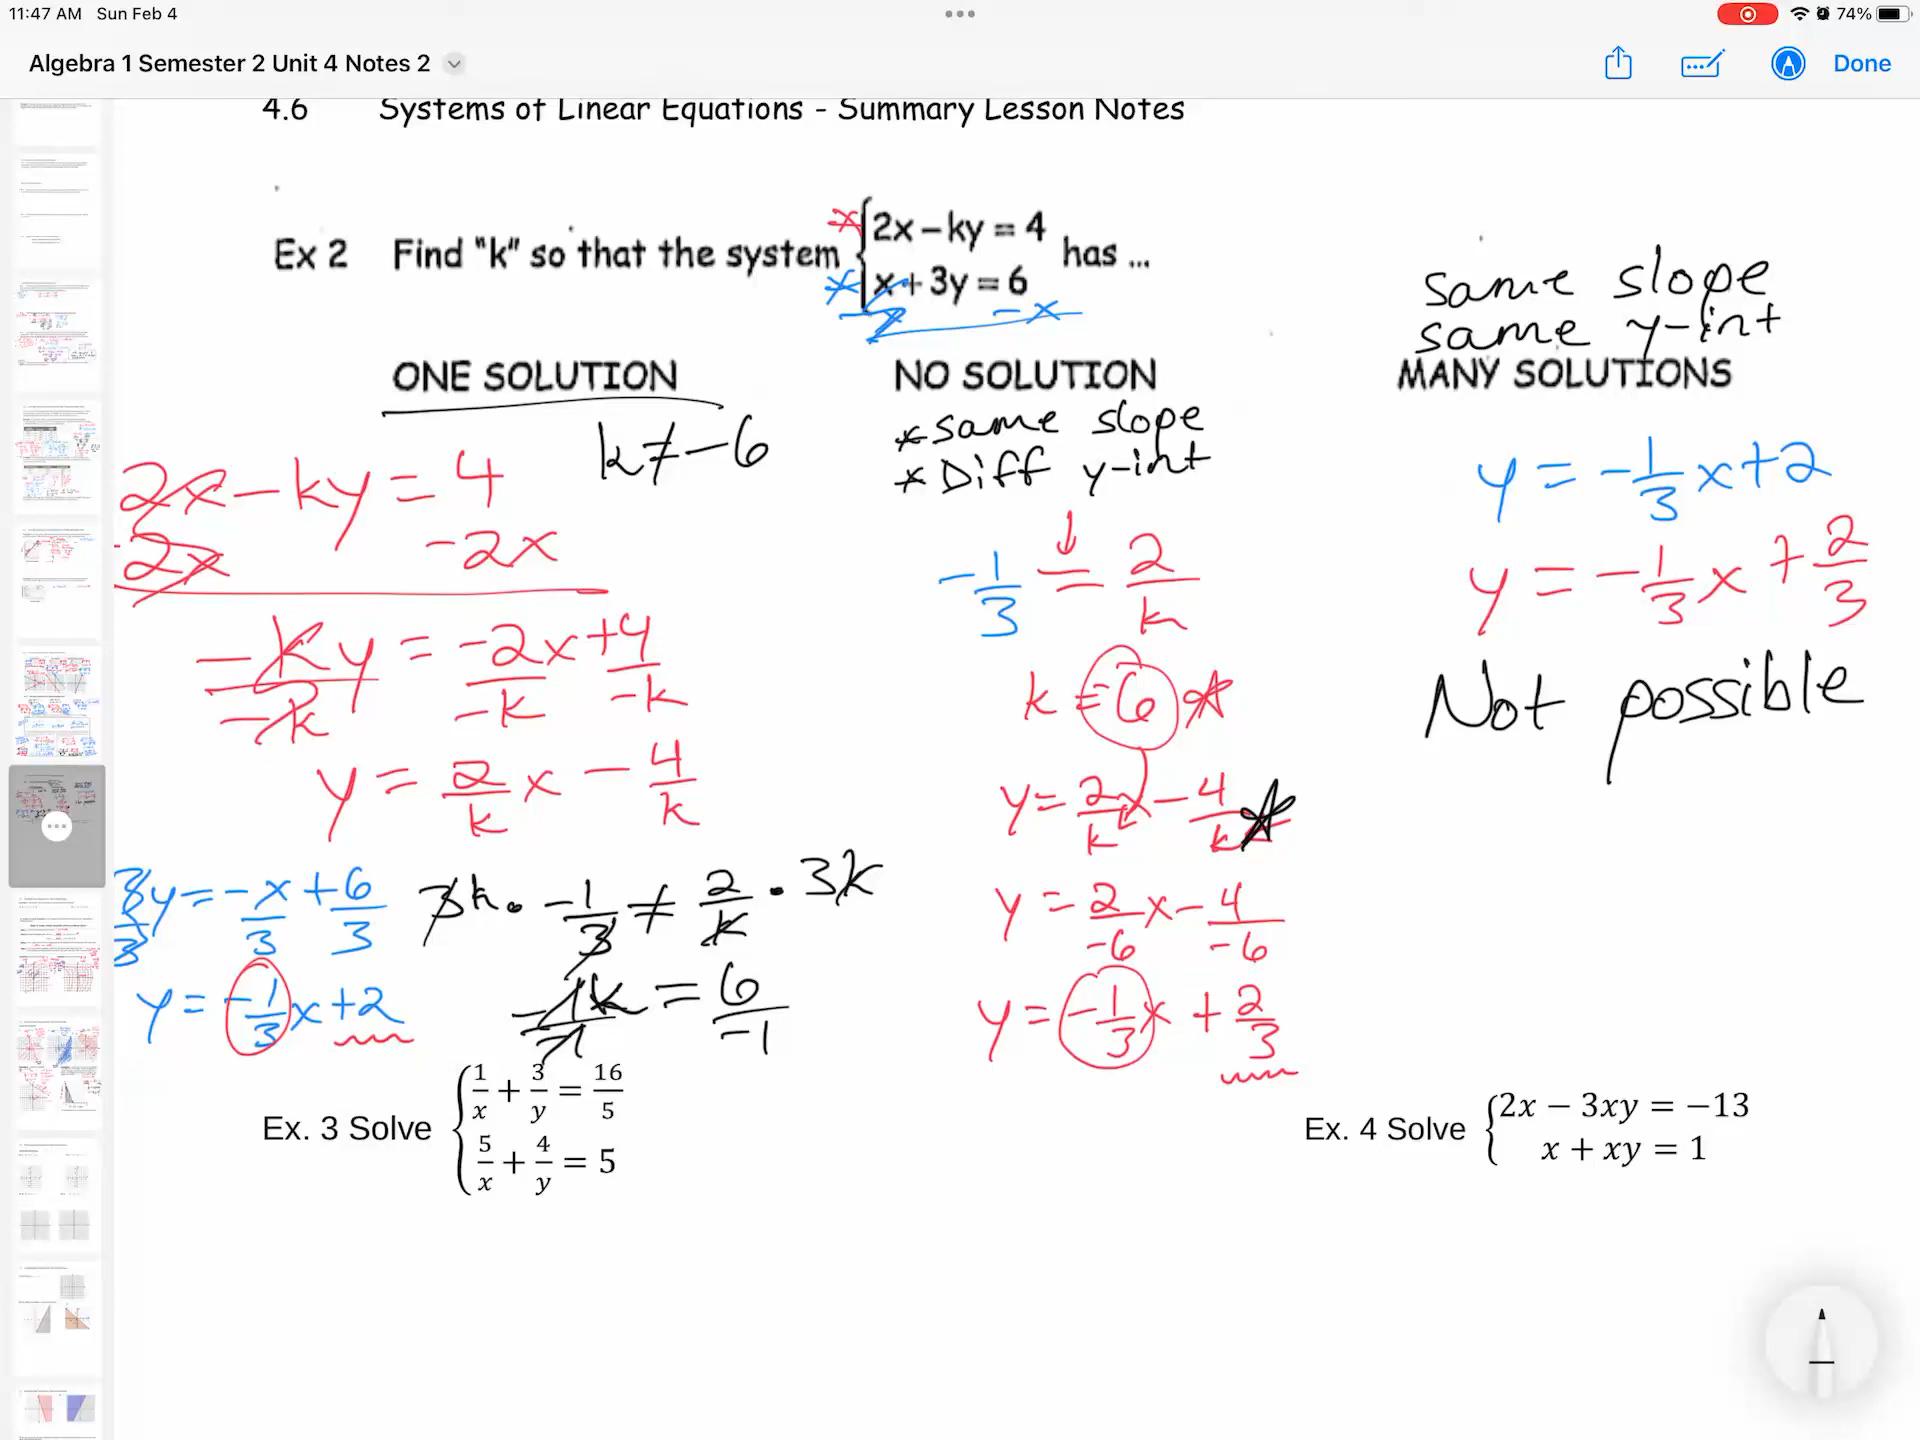 11:47 AM Sun Feb 4
74%
Algebra 1 Semester 2 Unit 4 Notes 2
Done
4.6 Systems of Linear Equations - Summary Lesson Notes
Ex 2 Find "k" so that the system { 2x - ky = 4 has ...
x + 3y = 6
-x -x
same slope
same y-int
ONE SOLUTION
k ≠ -6
2x - ky = 4
-2x -2x
-ky/-k = -2x/-k + 4/-k
y = 2/k x - 4/k
3y/3 = -x/3 + 6/3
y = -1/3 x + 2
3k · -1/3 ≠ 2/k · 3k
-1k/-1 = 6/-1
NO SOLUTION
* same slope
* Diff y-int
-1/3 = 2/k
k = -6 *
y = 2/k x - 4/k *
y = 2/-6 x - 4/-6
y = -1/3 x + 2/3
MANY SOLUTIONS
y = -1/3 x + 2
y = -1/3 x + 2/3
Not possible
Ex. 3 Solve { 1/x + 3/y = 16/5
5/x + 4/y = 5
Ex. 4 Solve { 2x − 3xy = −13
x + xy = 1